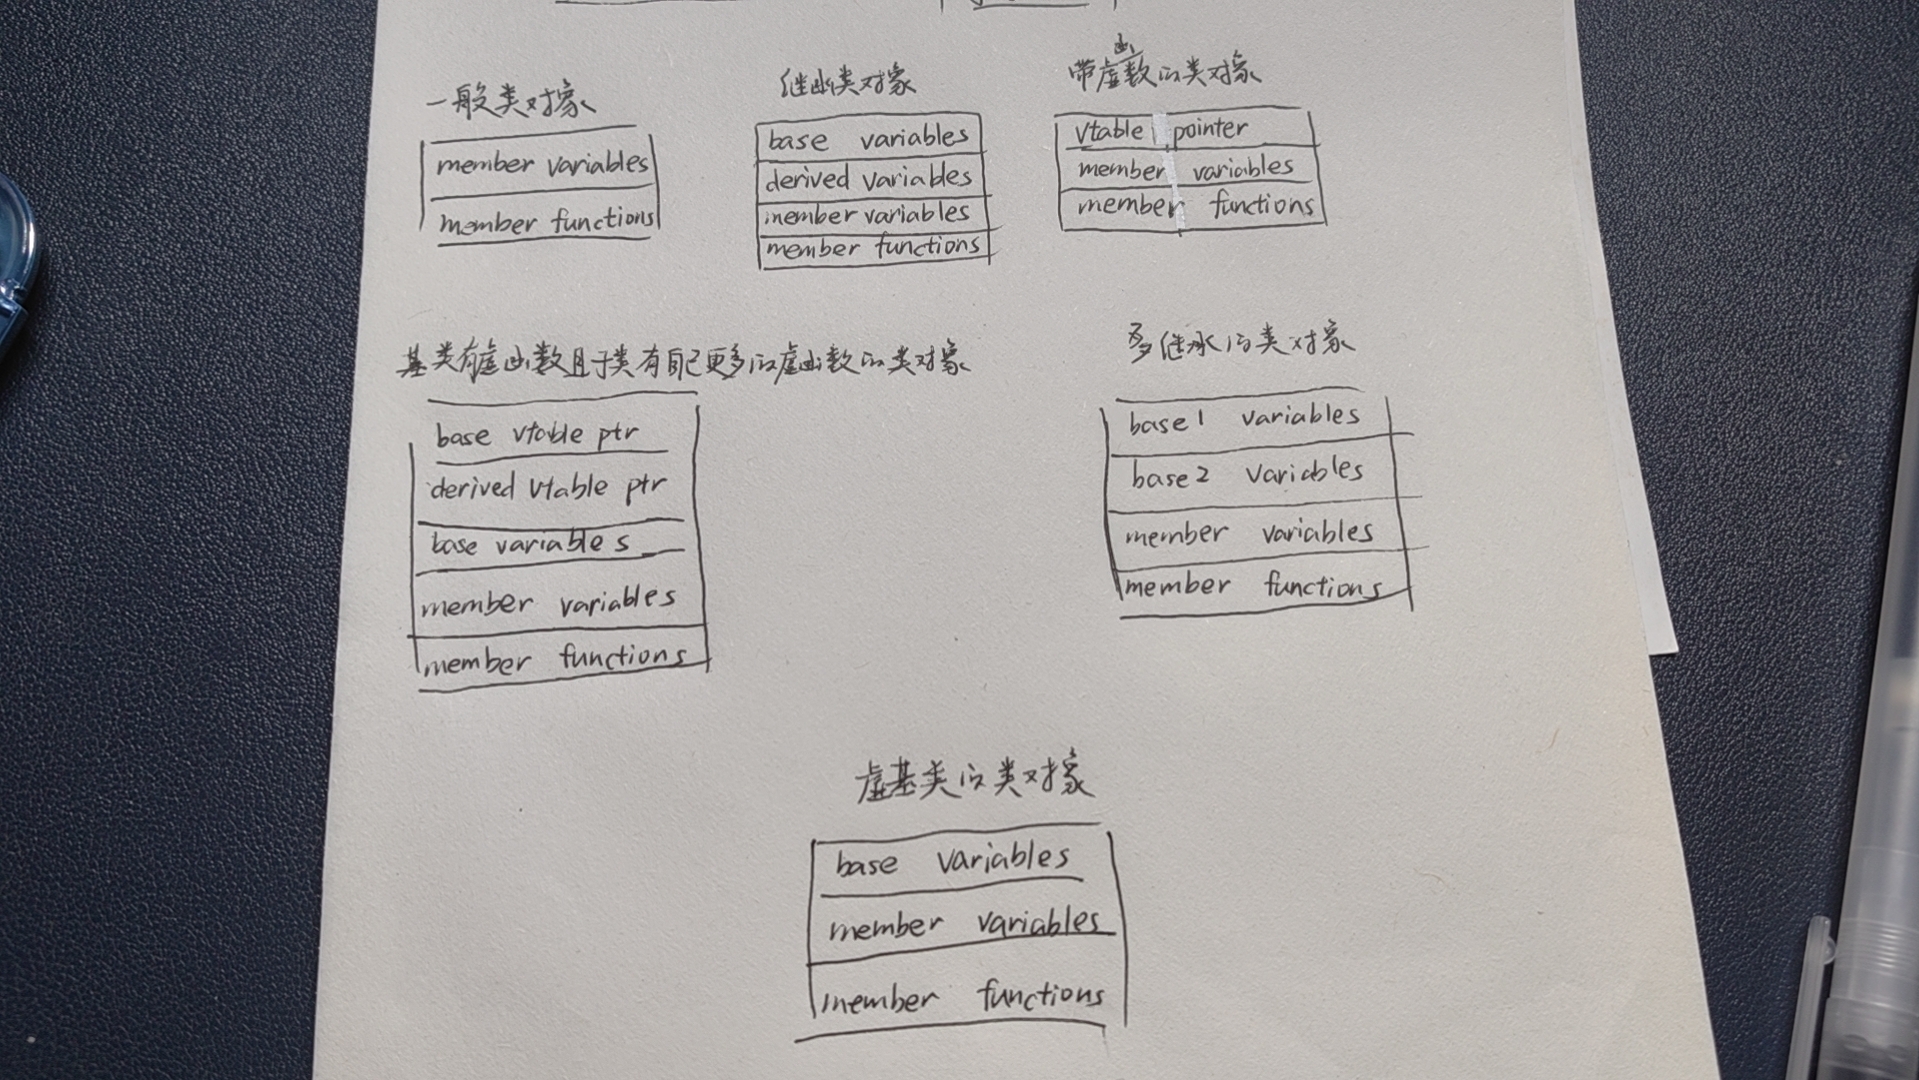 一般类对象
member variables
member functions
继承类对象
base variables
derived variables
member variables
member functions
带虚函数的类对象
vtable pointer
member variables
member functions
基类有虚函数且子类有自己更多的虚函数的类对象
base vtable ptr
derived vtable ptr
base variables
member variables
member functions
多继承的类对象
base1 variables
base2 variables
member variables
member functions
虚基类的类对象
base variables
member variables
member functions